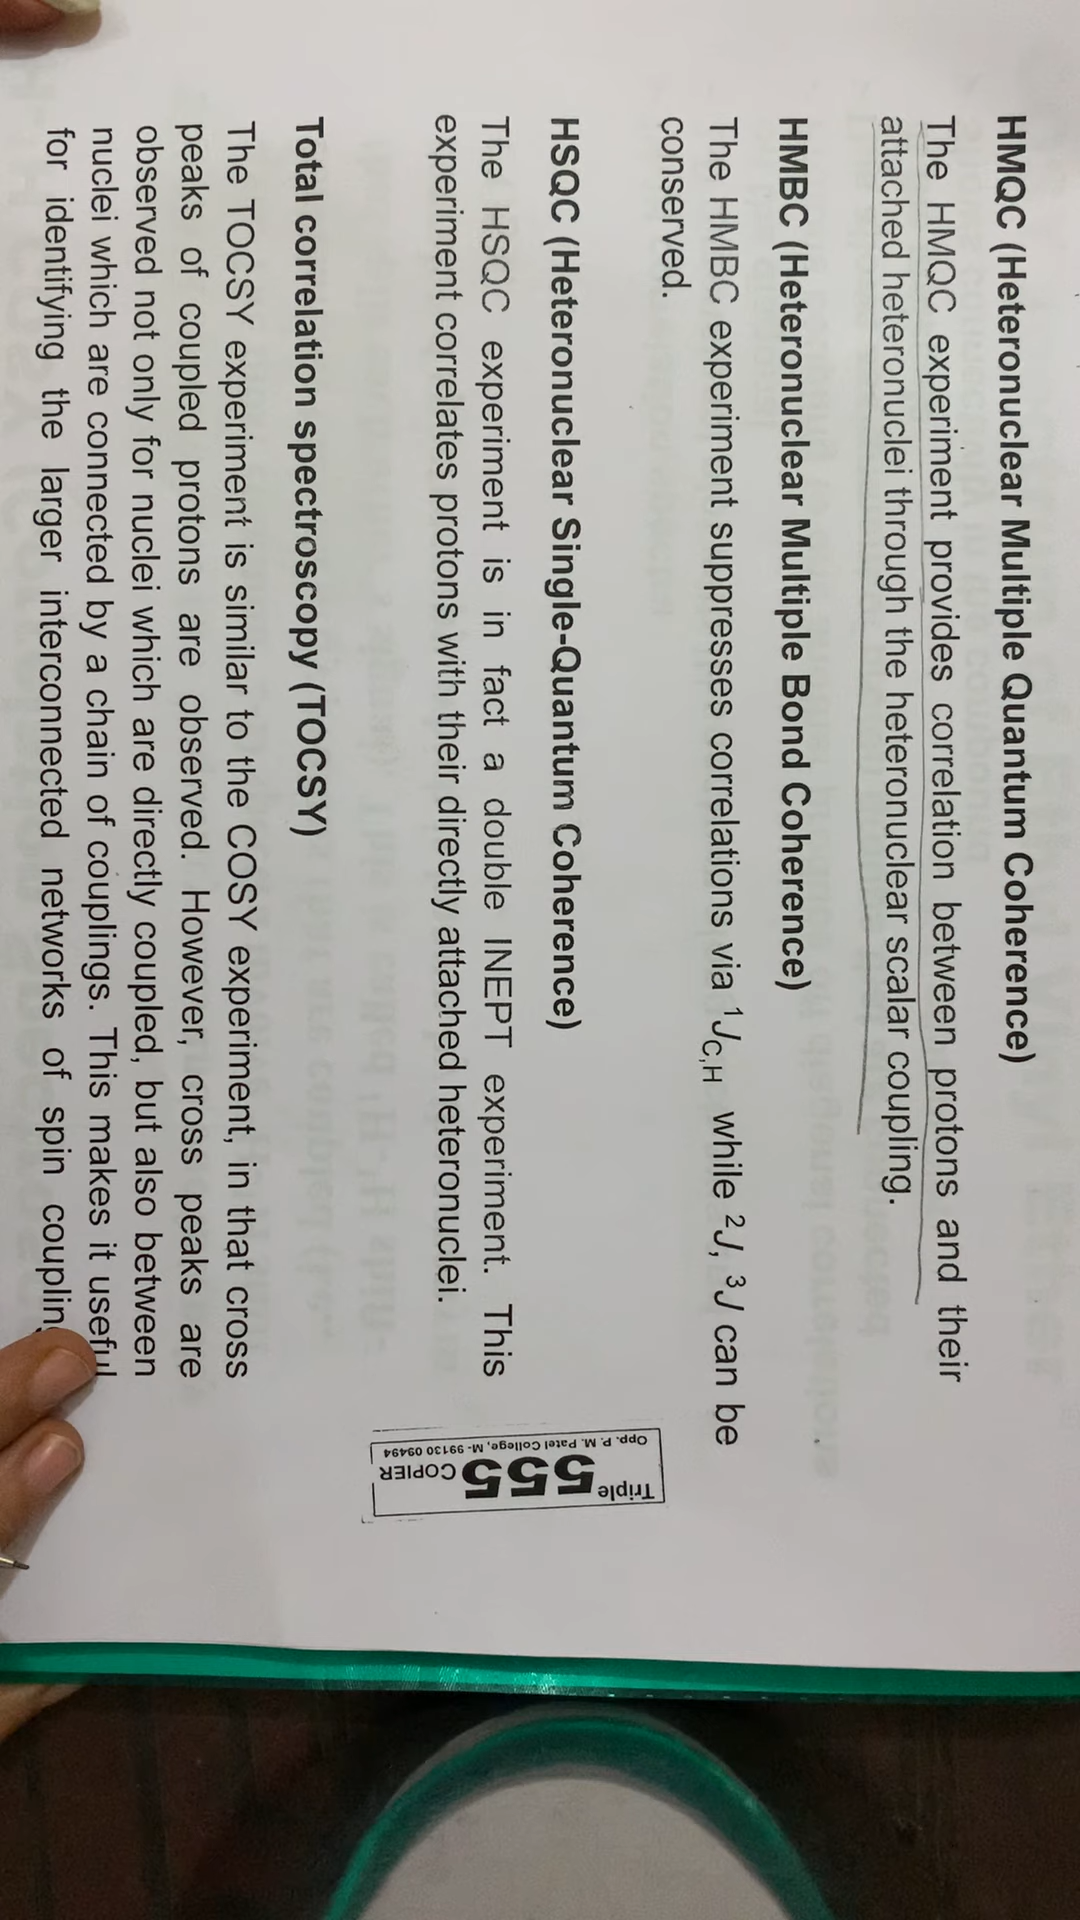 HMQC (Heteronuclear Multiple Quantum Coherence)
The HMQC experiment provides correlation between protons and their
attached heteronuclei through the heteronuclear scalar coupling.
HMBC (Heteronuclear Multiple Bond Coherence)
The HMBC experiment suppresses correlations via ¹J_C,H while ²J, ³J can be
conserved.
HSQC (Heteronuclear Single-Quantum Coherence)
The HSQC experiment is in fact a double INEPT experiment. This
experiment correlates protons with their directly attached heteronuclei.
Total correlation spectroscopy (TOCSY)
The TOCSY experiment is similar to the COSY experiment, in that cross
peaks of coupled protons are observed. However, cross peaks are
observed not only for nuclei which are directly coupled, but also between
nuclei which are connected by a chain of couplings. This makes it useful
for identifying the larger interconnected networks of spin couplin
Triple
555 COPIER
Opp. P. M. Patel College, M- 99130 09494